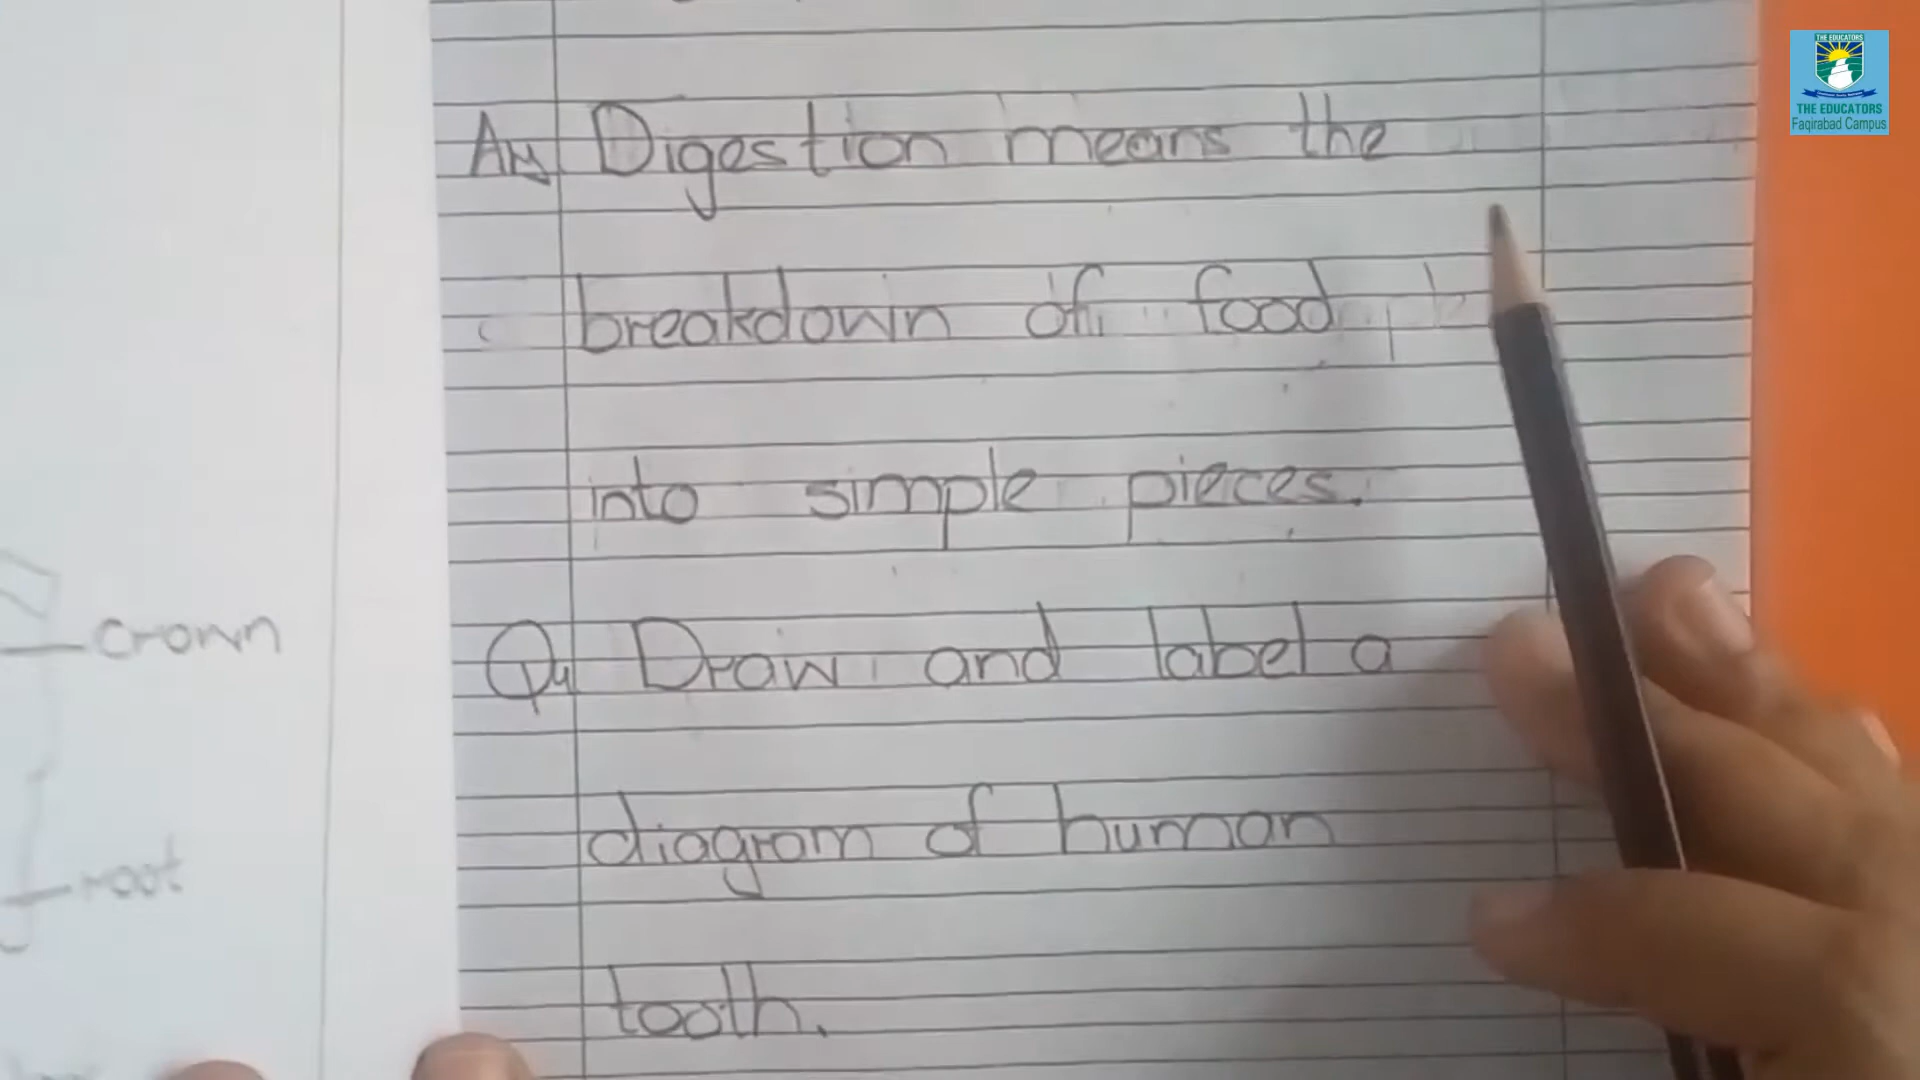 THE EDUCATORS
THE EDUCATORS
Faqirabad Campus
Ans Digestion means the
breakdown of food
into simple pieces.
Q4 Draw and label a
diagram of human
tooth.
crown
root